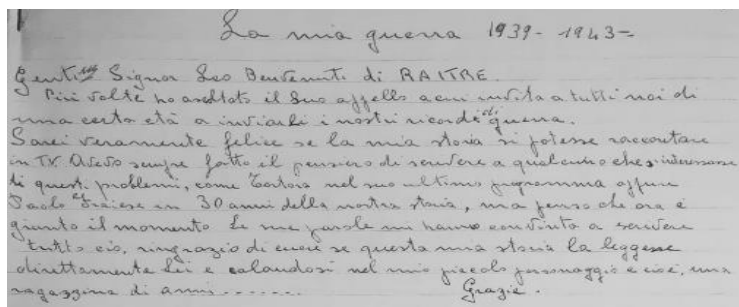 La mia guerra 1939-1943-
Gentil.mo Signor Leo Benvenuti di RAITRE.
Più volte ho ascoltato il suo appello a cui invita a tutti noi di
una certa età a inviarli i nostri ricordi di guerra.
Sarei veramente felice se la mia storia si potesse raccontare
in TV. Avevo sempre fatto il pensiero di scrivere a qualcuno che s'interessasse
di questi problemi, come Tortora nel suo ultimo programma oppure
Paolo Fraiese in 30 anni della nostra storia, ma penso che ora è
giunto il momento. Le sue parole mi hanno convinta a scrivere
tutto ciò, ringrazio di cuore se questa mia storia la leggesse
direttamente Lei e calandosi nel mio piccolo personaggio e cioè, una
ragazzina di anni.......
Grazie.